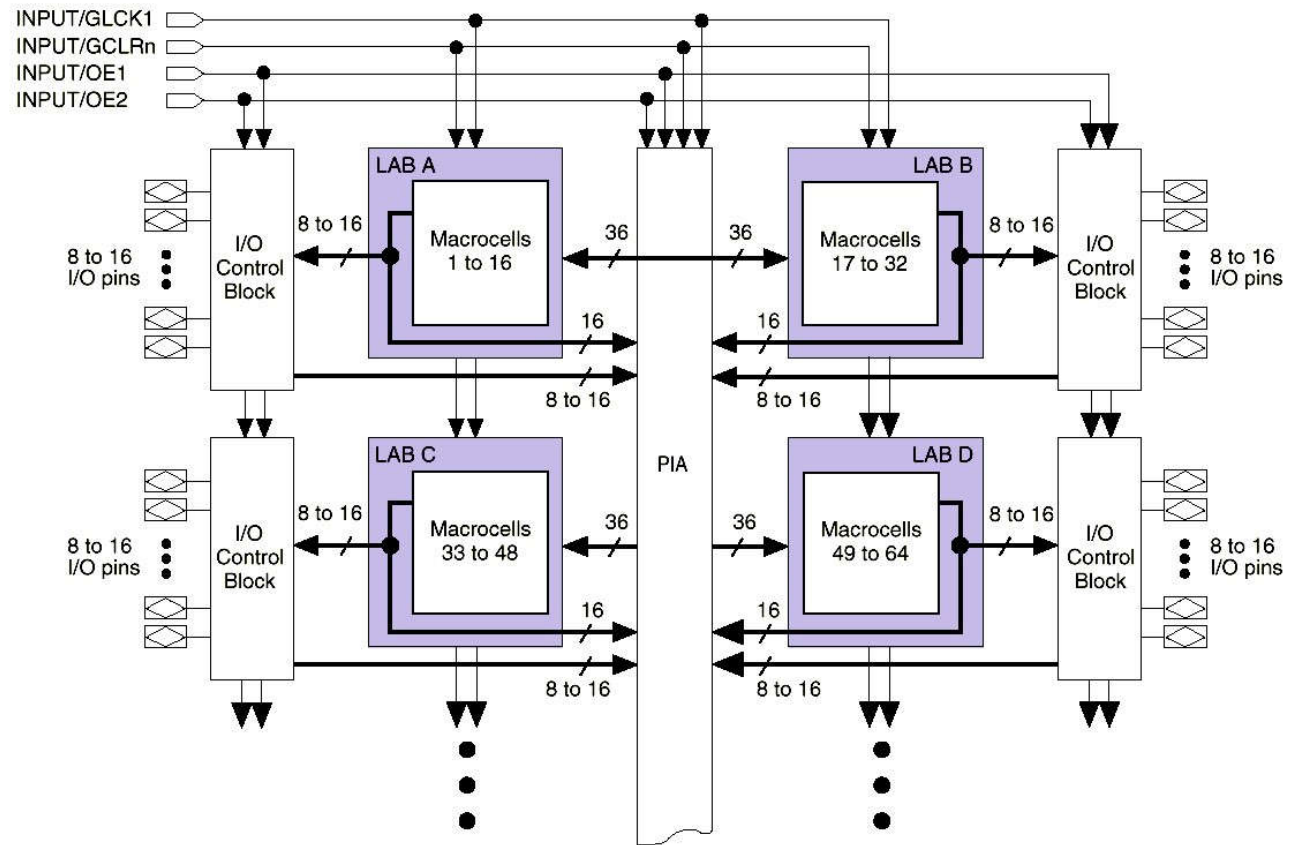 INPUT/GLCK1
INPUT/GCLRn
INPUT/OE1
INPUT/OE2
LAB A
LAB B
8 to 16
I/O pins
I/O
Control
Block
8 to 16
Macrocells
1 to 16
36
36
Macrocells
17 to 32
8 to 16
I/O
Control
Block
8 to 16
I/O pins
16
16
8 to 16
8 to 16
LAB C
PIA
LAB D
8 to 16
I/O pins
I/O
Control
Block
8 to 16
Macrocells
33 to 48
36
36
Macrocells
49 to 64
8 to 16
I/O
Control
Block
8 to 16
I/O pins
16
16
8 to 16
8 to 16